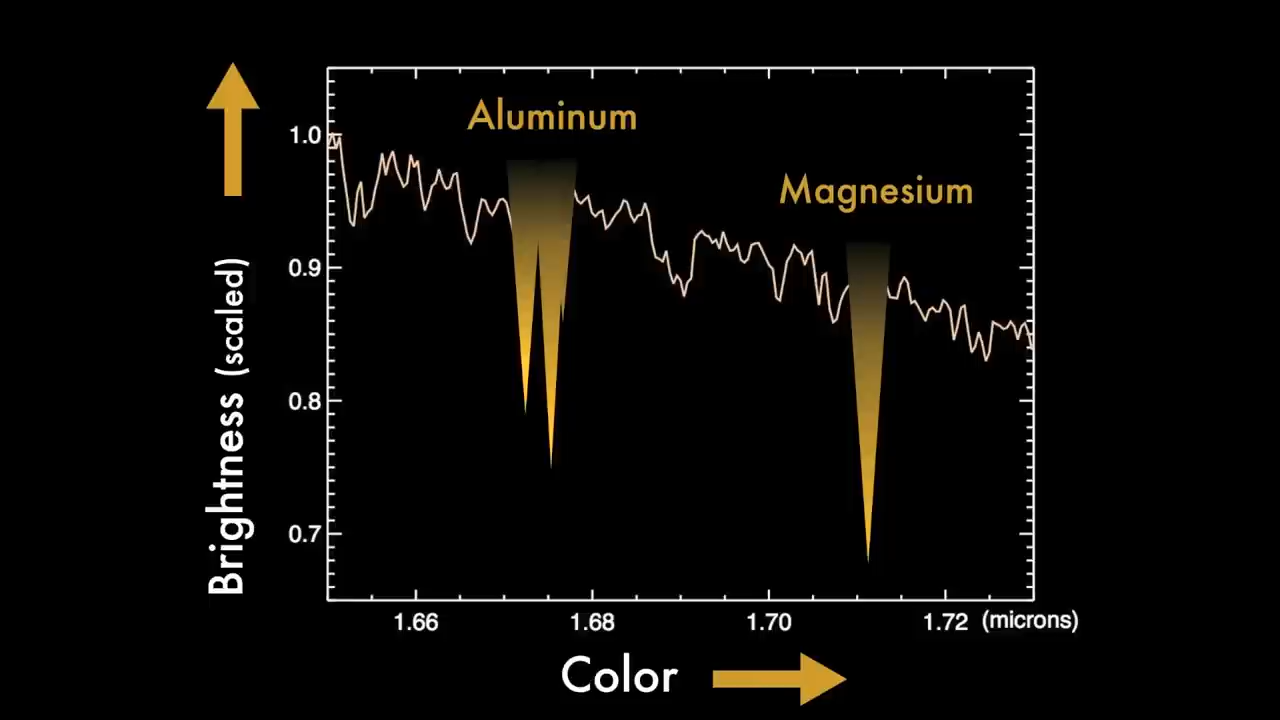 Aluminum
Magnesium
1.0
0.9
0.8
0.7
Brightness (scaled)
1.66 1.68 1.70 1.72 (microns)
Color